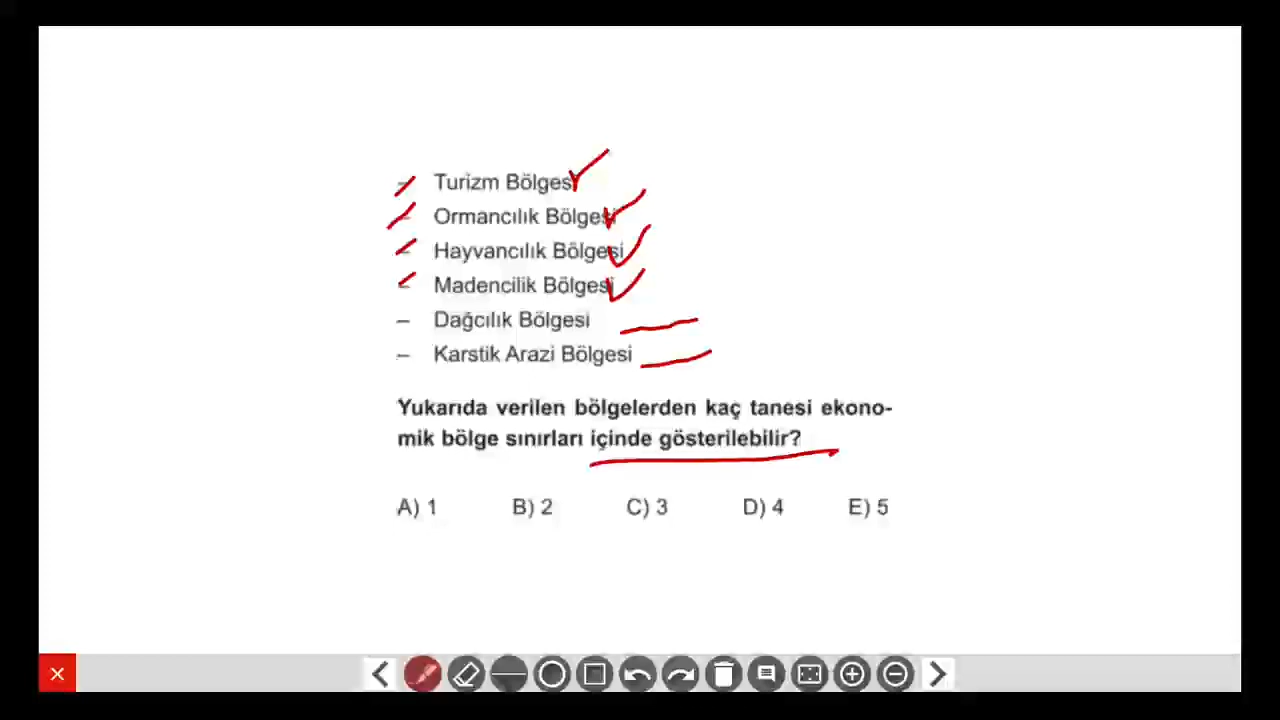 – Turizm Bölgesi
– Ormancılık Bölgesi
– Hayvancılık Bölgesi
– Madencilik Bölgesi
– Dağcılık Bölgesi
– Karstik Arazi Bölgesi
Yukarıda verilen bölgelerden kaç tanesi ekono-
mik bölge sınırları içinde gösterilebilir?
A) 1 B) 2 C) 3 D) 4 E) 5